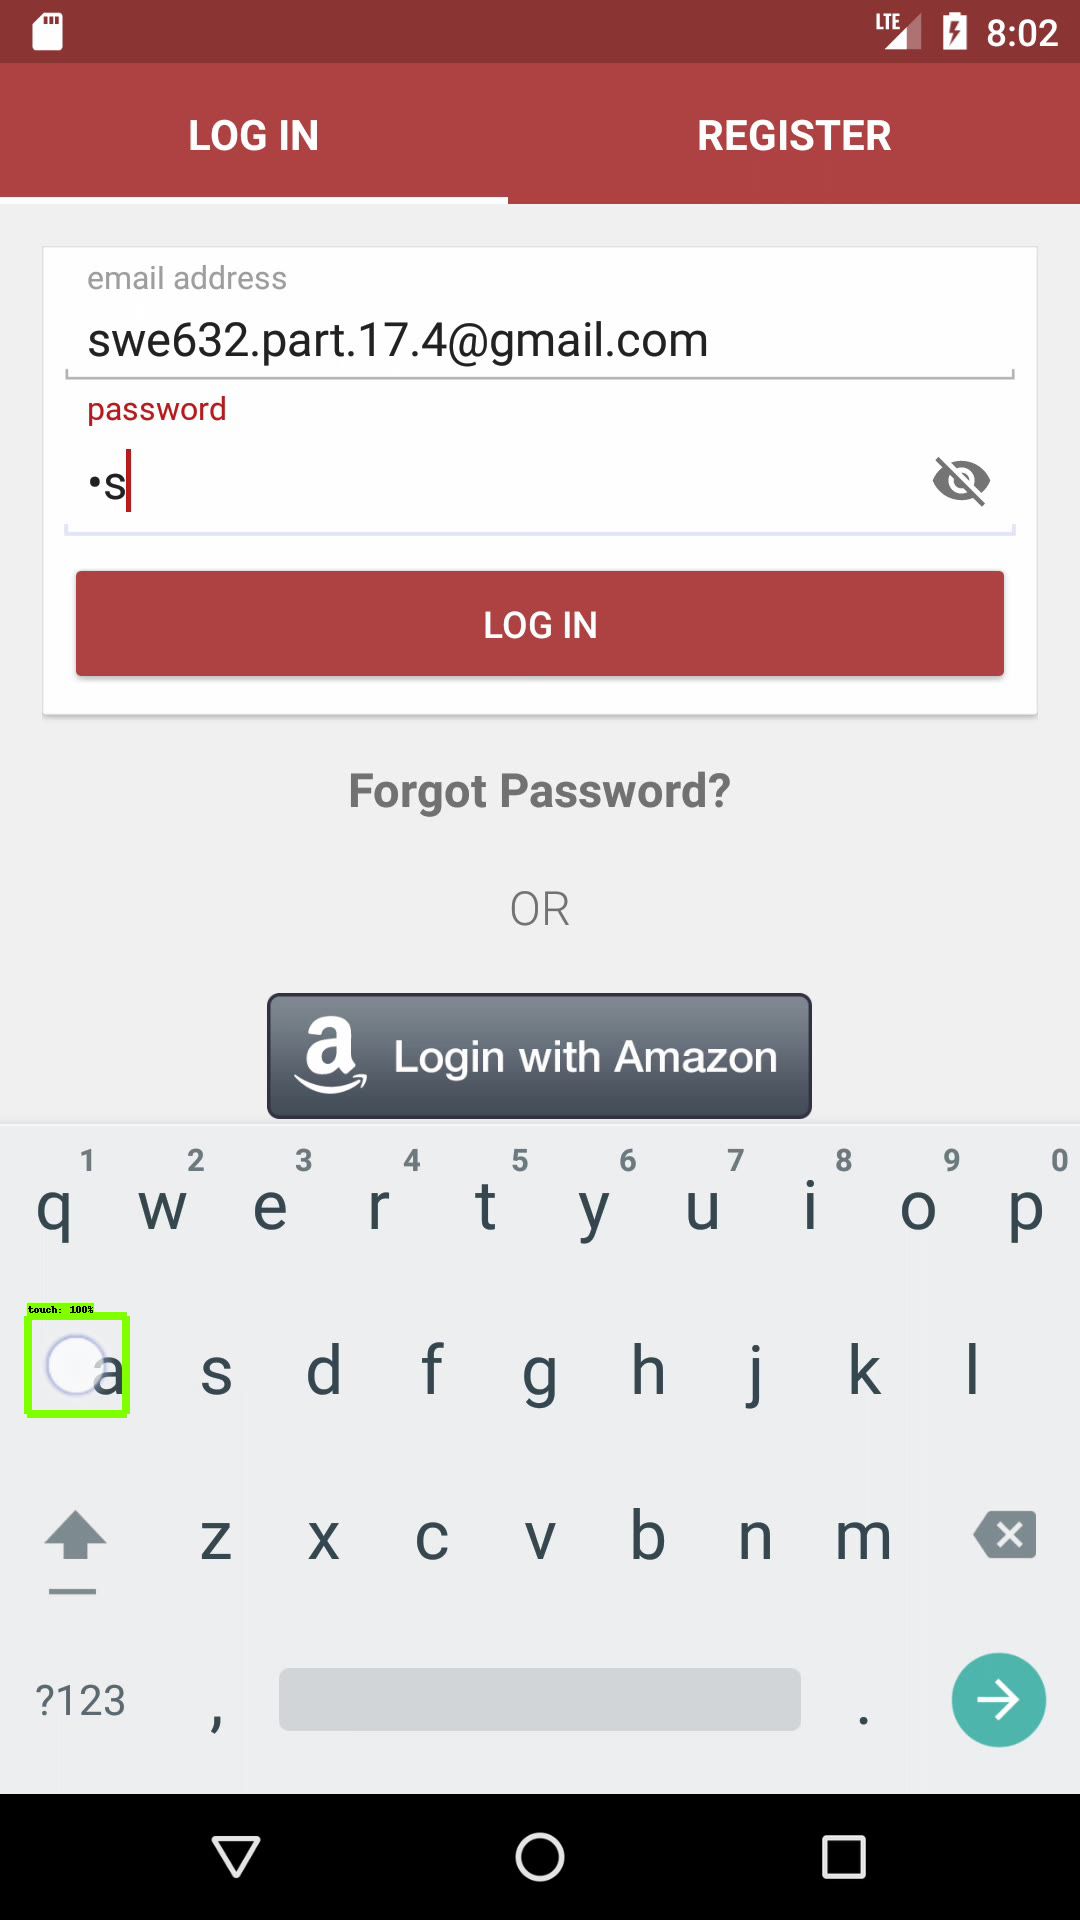 LTE 8:02
LOG IN REGISTER
email address
swe632.part.17.4@gmail.com
password
•s
LOG IN
Forgot Password?
OR
a Login with Amazon
1 2 3 4 5 6 7 8 9 0
q w e r t y u i o p
touch: 100%
a s d f g h j k l
z x c v b n m
?123 , .